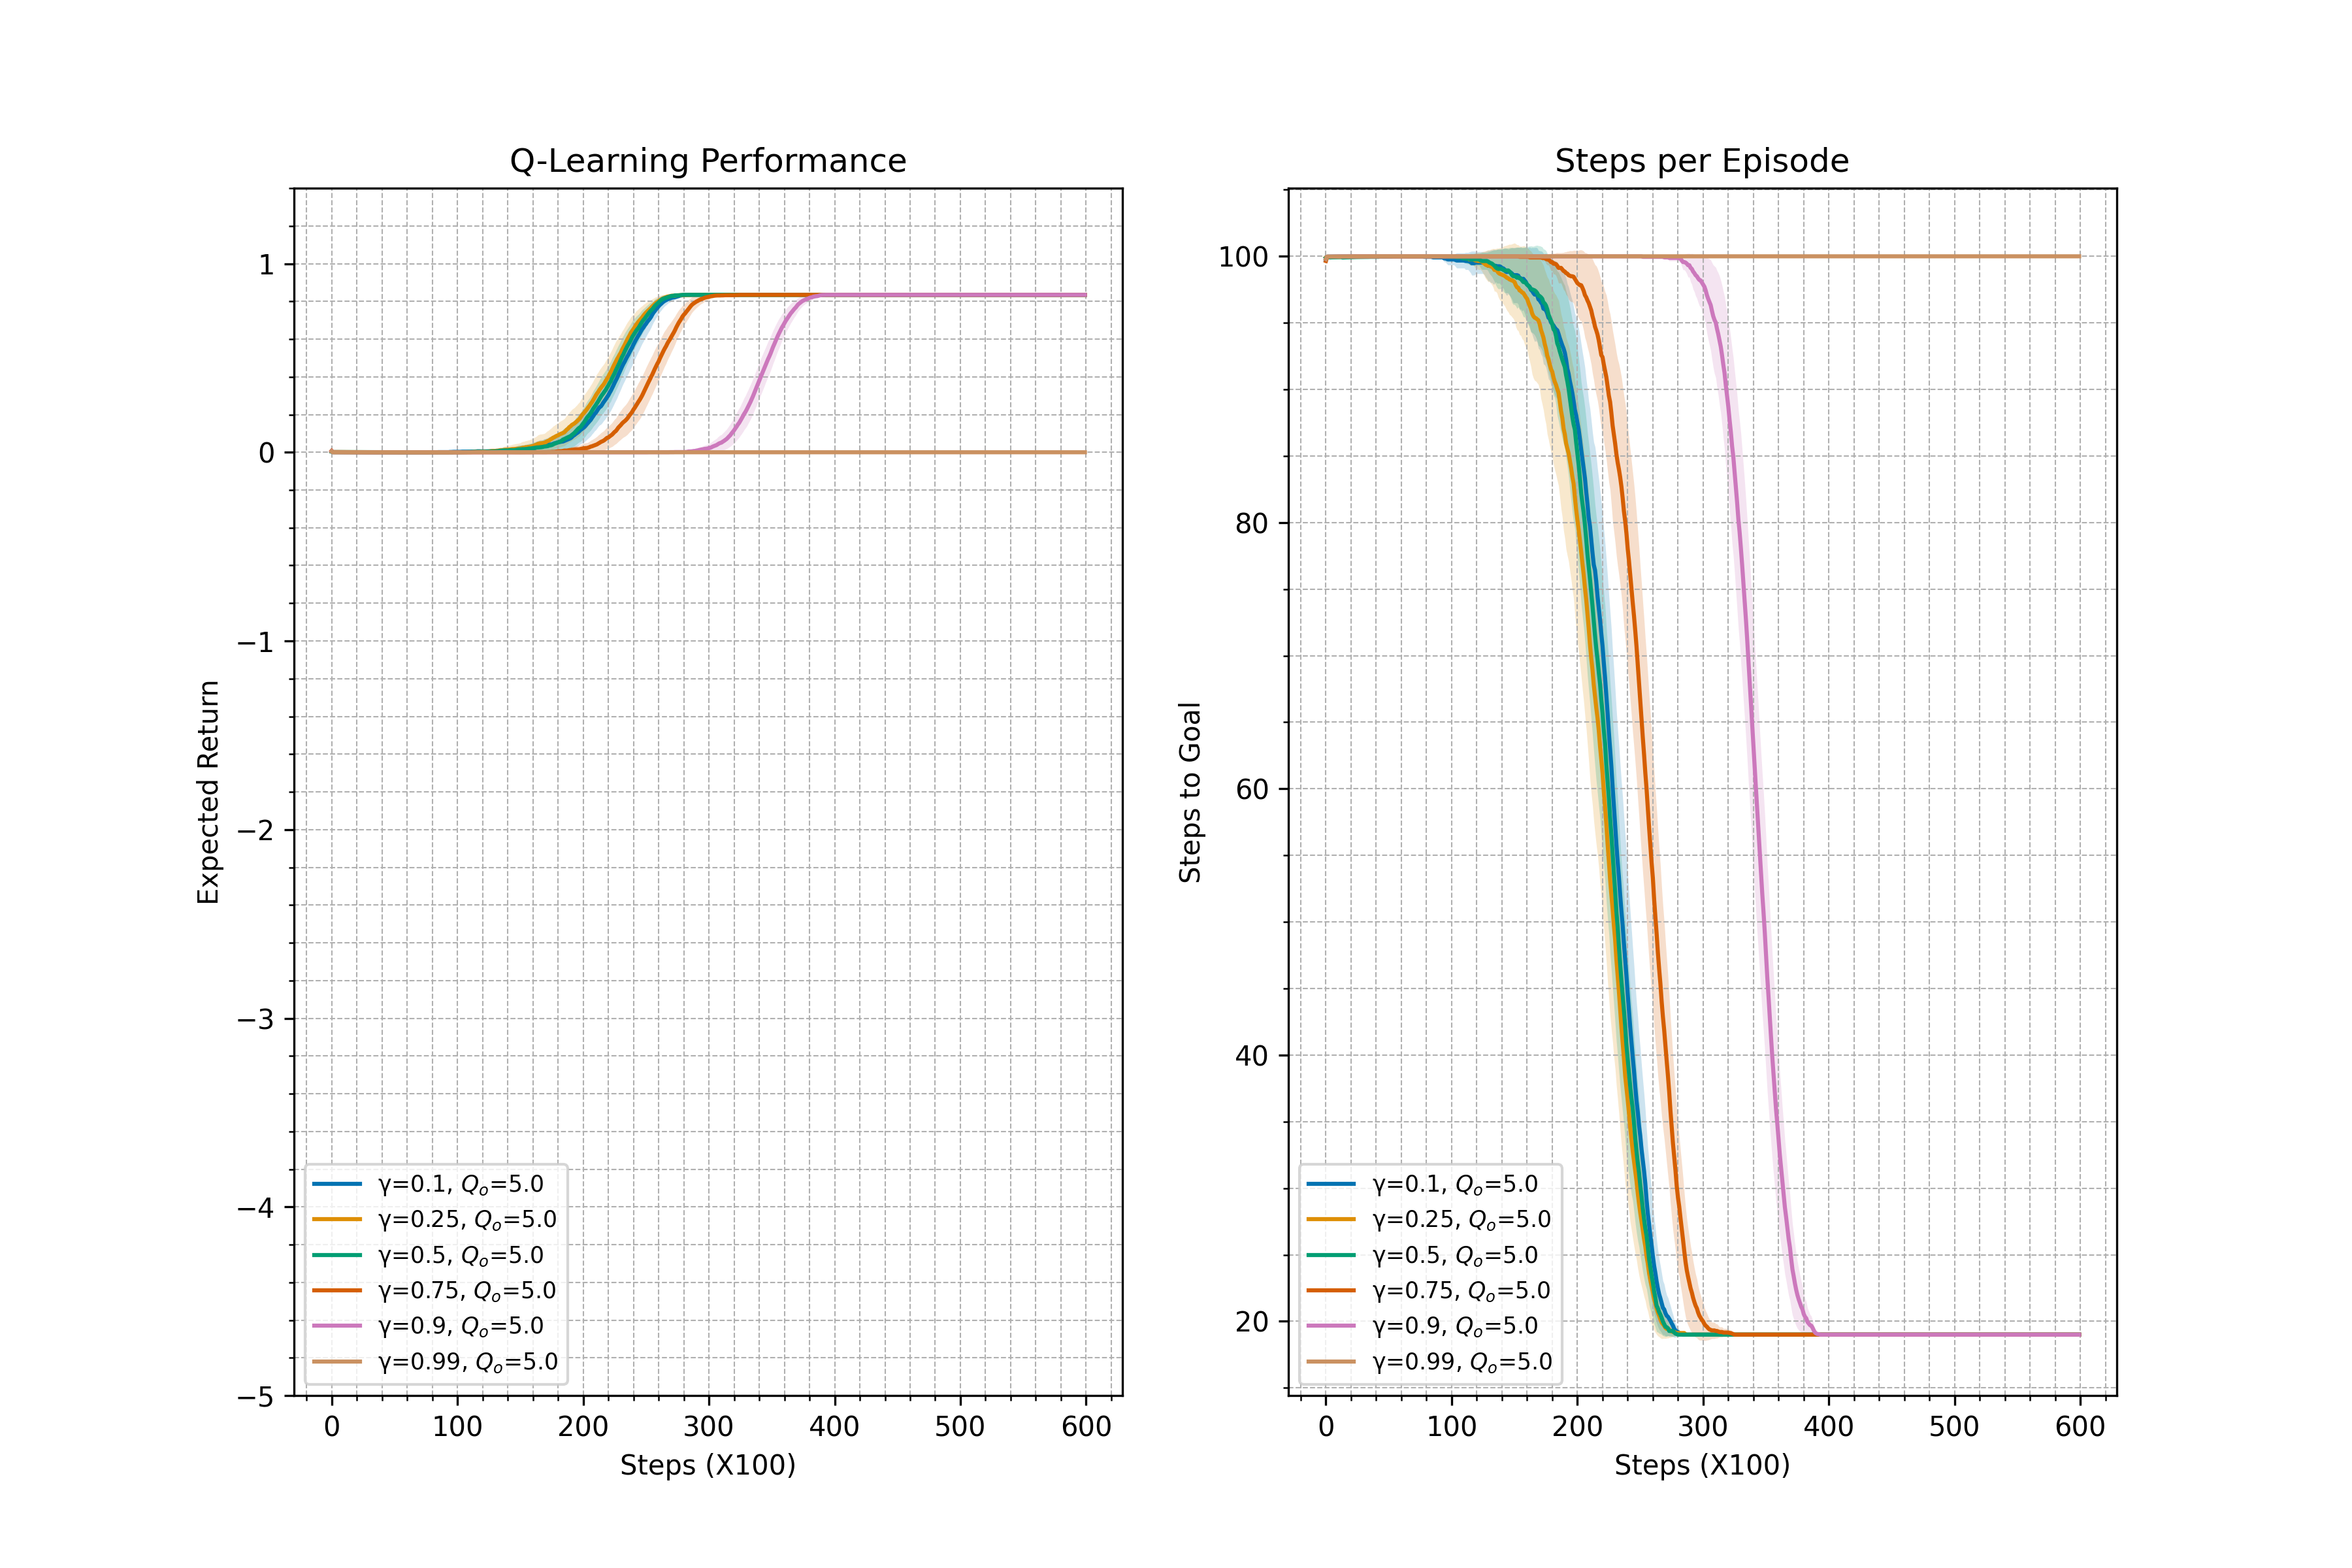 Q-Learning Performance
Expected Return
1
0
−1
−2
−3
−4
−5
0 100 200 300 400 500 600
Steps (X100)
γ=0.1, Qₒ=5.0
γ=0.25, Qₒ=5.0
γ=0.5, Qₒ=5.0
γ=0.75, Qₒ=5.0
γ=0.9, Qₒ=5.0
γ=0.99, Qₒ=5.0
Steps per Episode
Steps to Goal
100
80
60
40
20
0 100 200 300 400 500 600
Steps (X100)
γ=0.1, Qₒ=5.0
γ=0.25, Qₒ=5.0
γ=0.5, Qₒ=5.0
γ=0.75, Qₒ=5.0
γ=0.9, Qₒ=5.0
γ=0.99, Qₒ=5.0